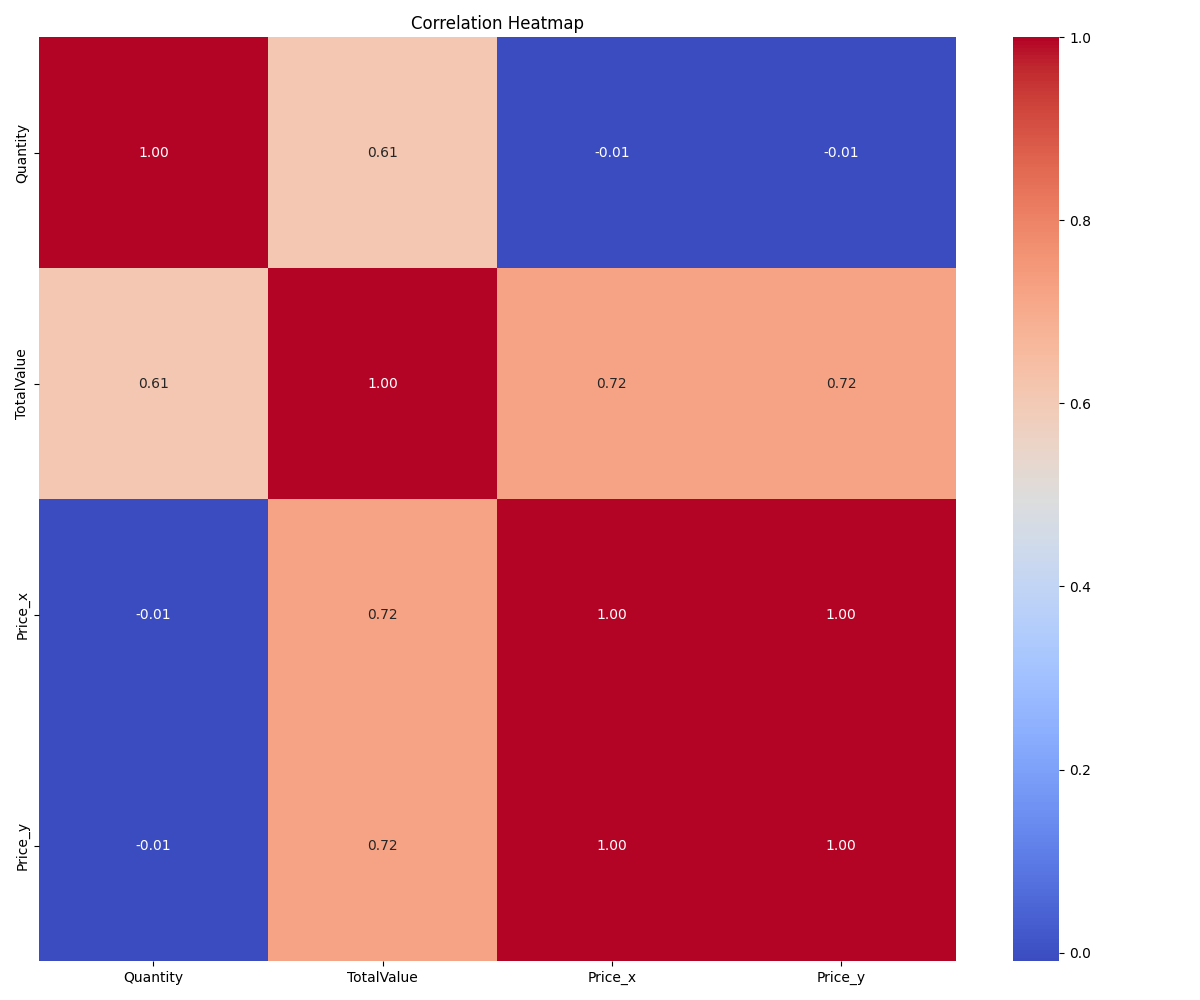 Correlation Heatmap
Quantity 1.00 0.61 -0.01 -0.01
TotalValue 0.61 1.00 0.72 0.72
Price_x -0.01 0.72 1.00 1.00
Price_y -0.01 0.72 1.00 1.00
Quantity TotalValue Price_x Price_y
1.0
0.8
0.6
0.4
0.2
0.0